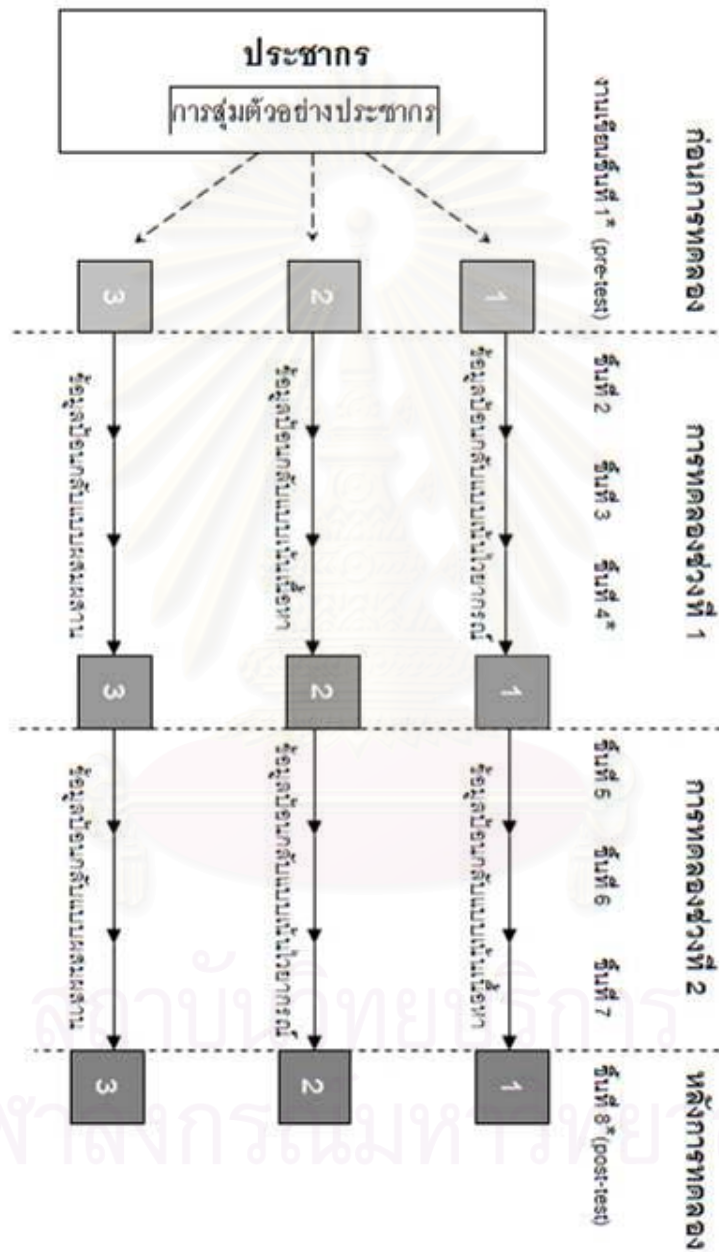 ประชากร
การสุ่มตัวอย่างประชากร
ก่อนการทดลอง
งานเขียนชิ้นที่ 1* (pre-test)
1
2
3
การทดลองช่วงที่ 1
ชิ้นที่ 2
ชิ้นที่ 3
ชิ้นที่ 4*
ข้อมูลป้อนกลับแบบเน้นไวยากรณ์
ข้อมูลป้อนกลับแบบเน้นเนื้อหา
ข้อมูลป้อนกลับแบบผสมผสาน
1
2
3
การทดลองช่วงที่ 2
ชิ้นที่ 5
ชิ้นที่ 6
ชิ้นที่ 7
ข้อมูลป้อนกลับแบบเน้นเนื้อหา
ข้อมูลป้อนกลับแบบเน้นไวยากรณ์
ข้อมูลป้อนกลับแบบผสมผสาน
หลังการทดลอง
ชิ้นที่ 8* (post-test)
1
2
3
สถาบันวิทยบริการ
ฬาลงกรณ์มหาวิทยา